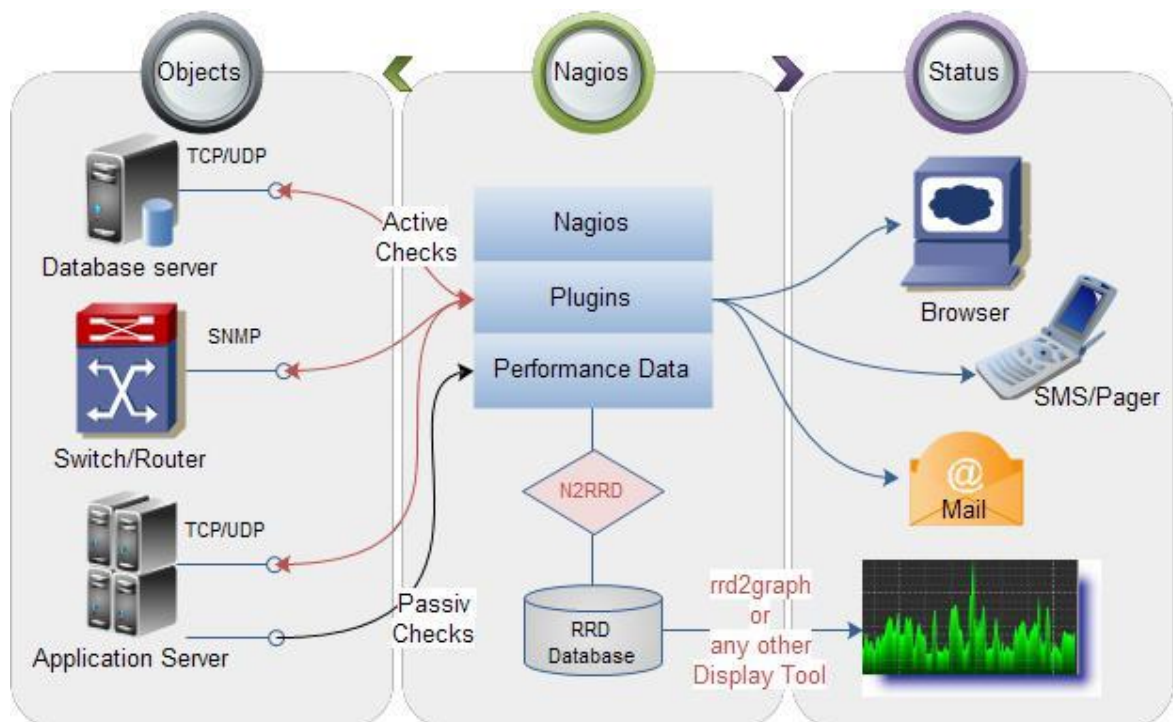 Objects
Nagios
Status
TCP/UDP
Database server
SNMP
Switch/Router
TCP/UDP
Application Server
Active
Checks
Passiv
Checks
Nagios
Plugins
Performance Data
N2RRD
RRD
Database
rrd2graph
or
any other
Display Tool
Browser
SMS/Pager
@
Mail